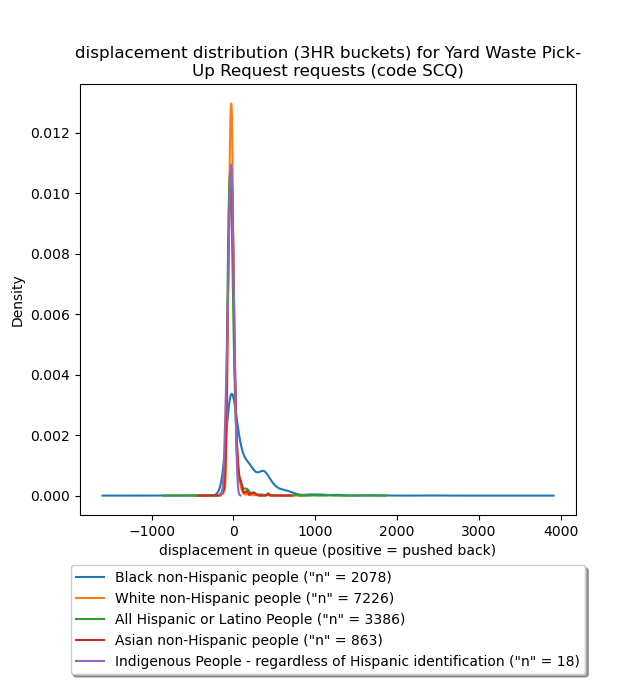 displacement distribution (3HR buckets) for Yard Waste Pick-
Up Request requests (code SCQ)
0.012
0.010
0.008
0.006
0.004
0.002
0.000
Density
−1000
0
1000
2000
3000
4000
displacement in queue (positive = pushed back)
Black non-Hispanic people ("n" = 2078)
White non-Hispanic people ("n" = 7226)
All Hispanic or Latino People ("n" = 3386)
Asian non-Hispanic people ("n" = 863)
Indigenous People - regardless of Hispanic identification ("n" = 18)